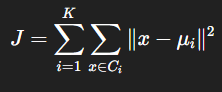 J = ∑_{i=1}^{K} ∑_{x∈C_i} ‖x − μ_i‖²